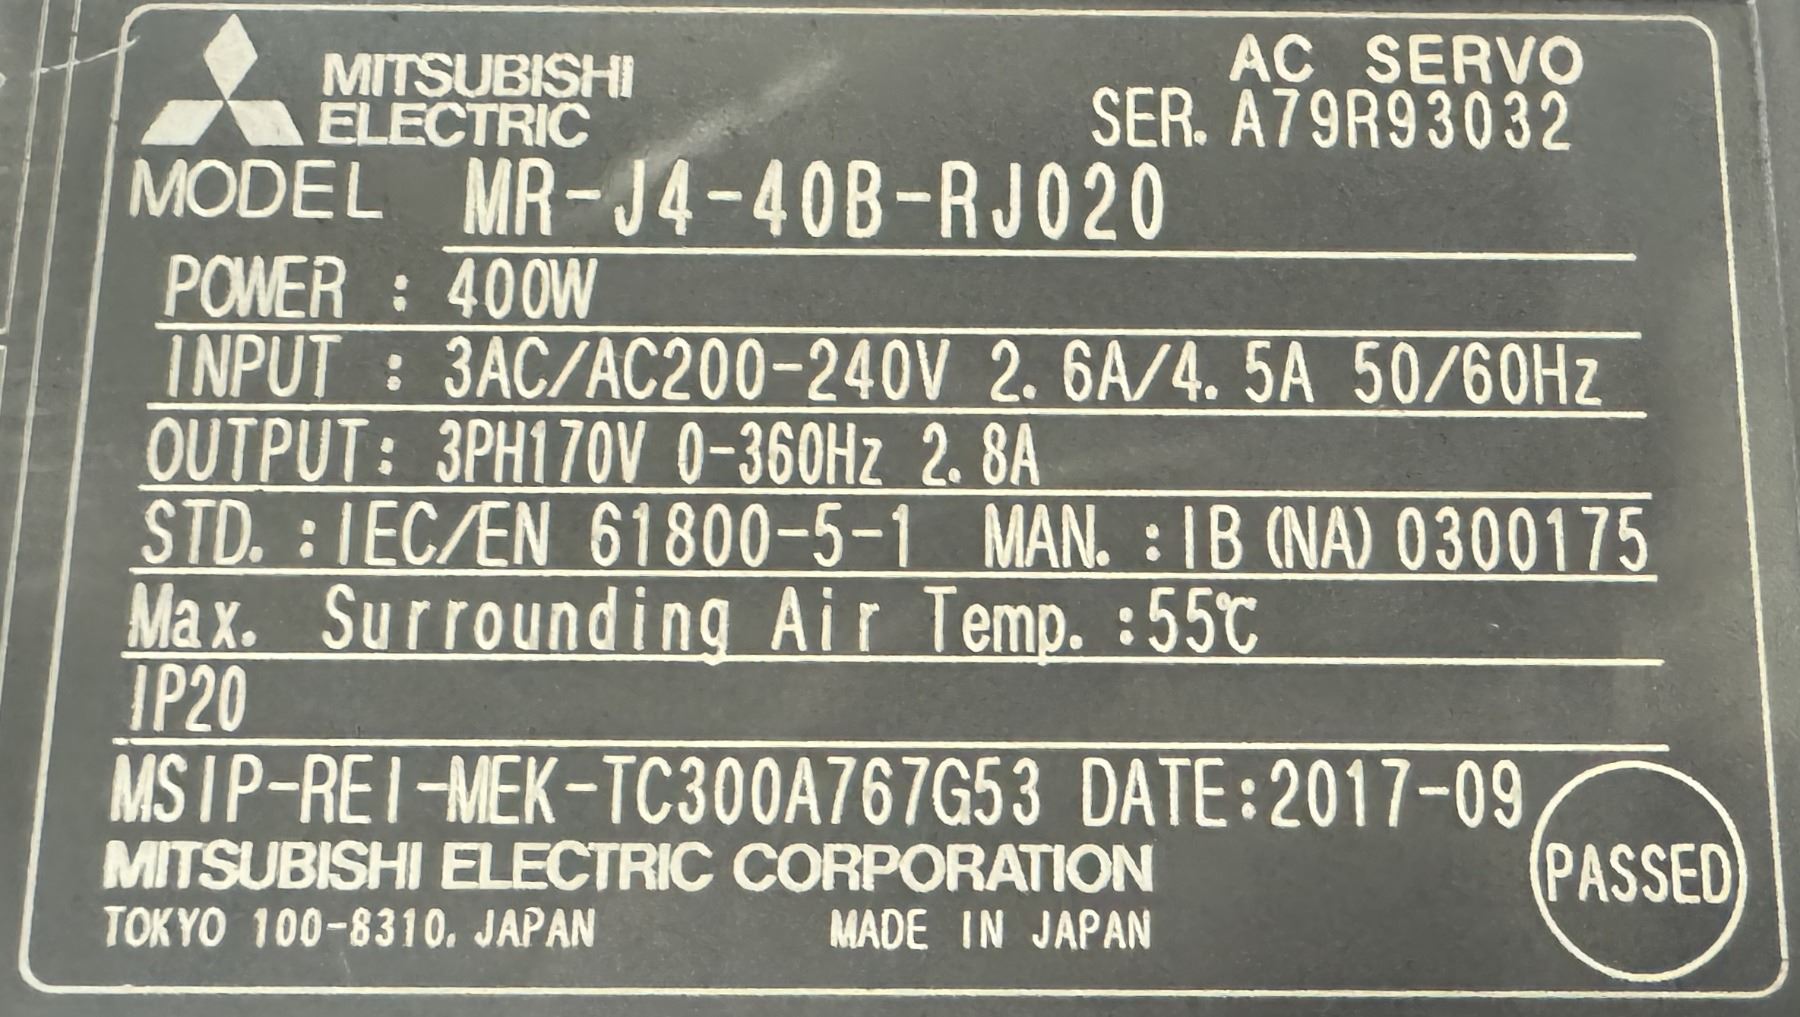 MITSUBISHI
ELECTRIC
AC SERVO
SER. A79R93032
MODEL MR-J4-40B-RJ020
POWER : 400W
INPUT : 3AC/AC200-240V 2.6A/4.5A 50/60Hz
OUTPUT: 3PH170V 0-360Hz 2.8A
STD. : IEC/EN 61800-5-1 MAN. : IB(NA)0300175
Max. Surrounding Air Temp. :55℃
IP20
MSIP-REI-MEK-TC300A767G53 DATE:2017-09
PASSED
MITSUBISHI ELECTRIC CORPORATION
TOKYO 100-8310, JAPAN MADE IN JAPAN